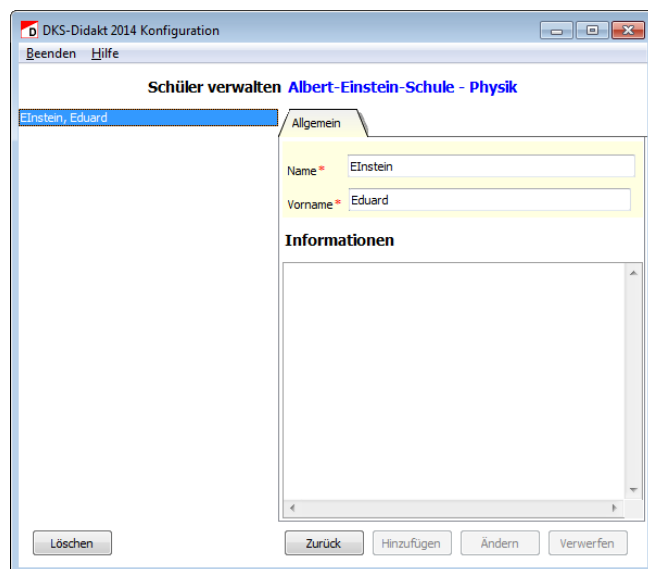 DKS-Didakt 2014 Konfiguration
Beenden Hilfe
Schüler verwalten Albert-Einstein-Schule - Physik
EInstein, Eduard
Allgemein
Name* EInstein
Vorname* Eduard
Informationen
Löschen Zurück Hinzufügen Ändern Verwerfen